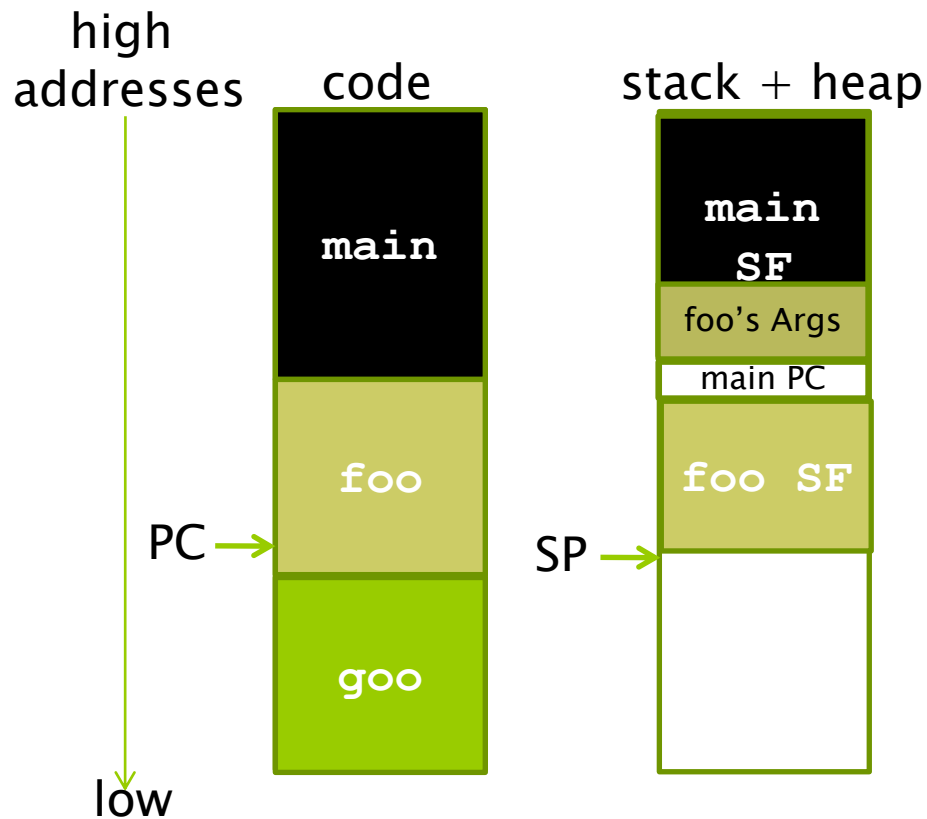 high
addresses
code
stack + heap
main
main
SF
foo’s Args
main PC
foo
foo SF
PC
SP
goo
low